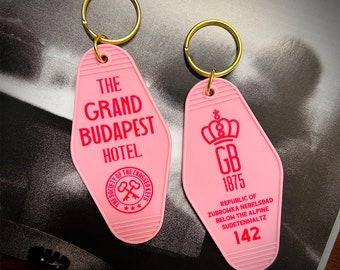 THE
GRAND
BUDAPEST
HOTEL
THE SOCIETY OF THE CROSSED KEYS
GB
1875
REPUBLIC OF
ZUBROWKA NEBELSBAD
BELOW THE ALPINE
SUDETENWALTZ
142